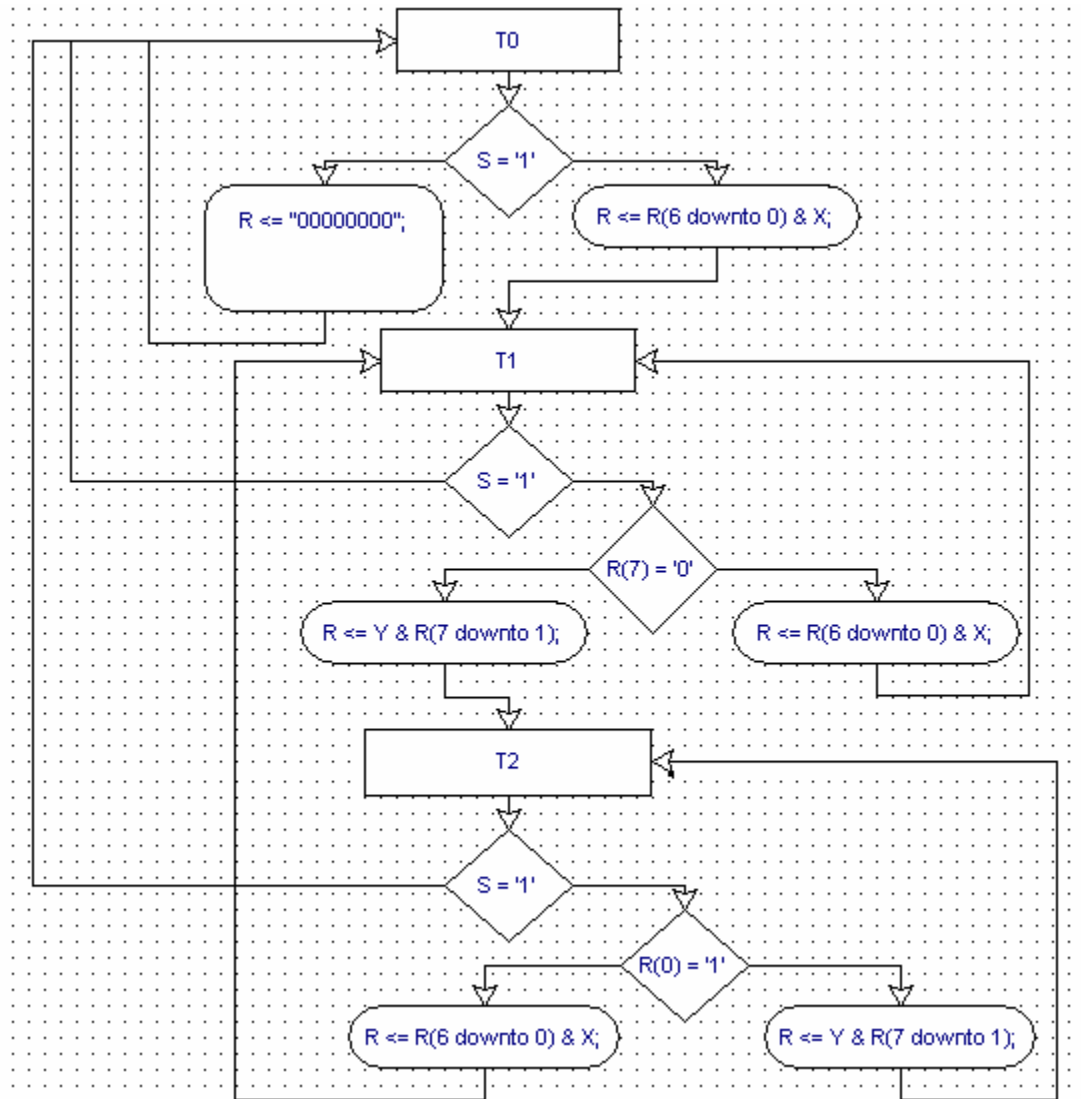 T0
S = '1'
R <= "00000000";
R <= R(6 downto 0) & X;
T1
S = '1'
R(7) = '0'
R <= Y & R(7 downto 1);
R <= R(6 downto 0) & X;
T2
S = '1'
R(0) = '1'
R <= R(6 downto 0) & X;
R <= Y & R(7 downto 1);